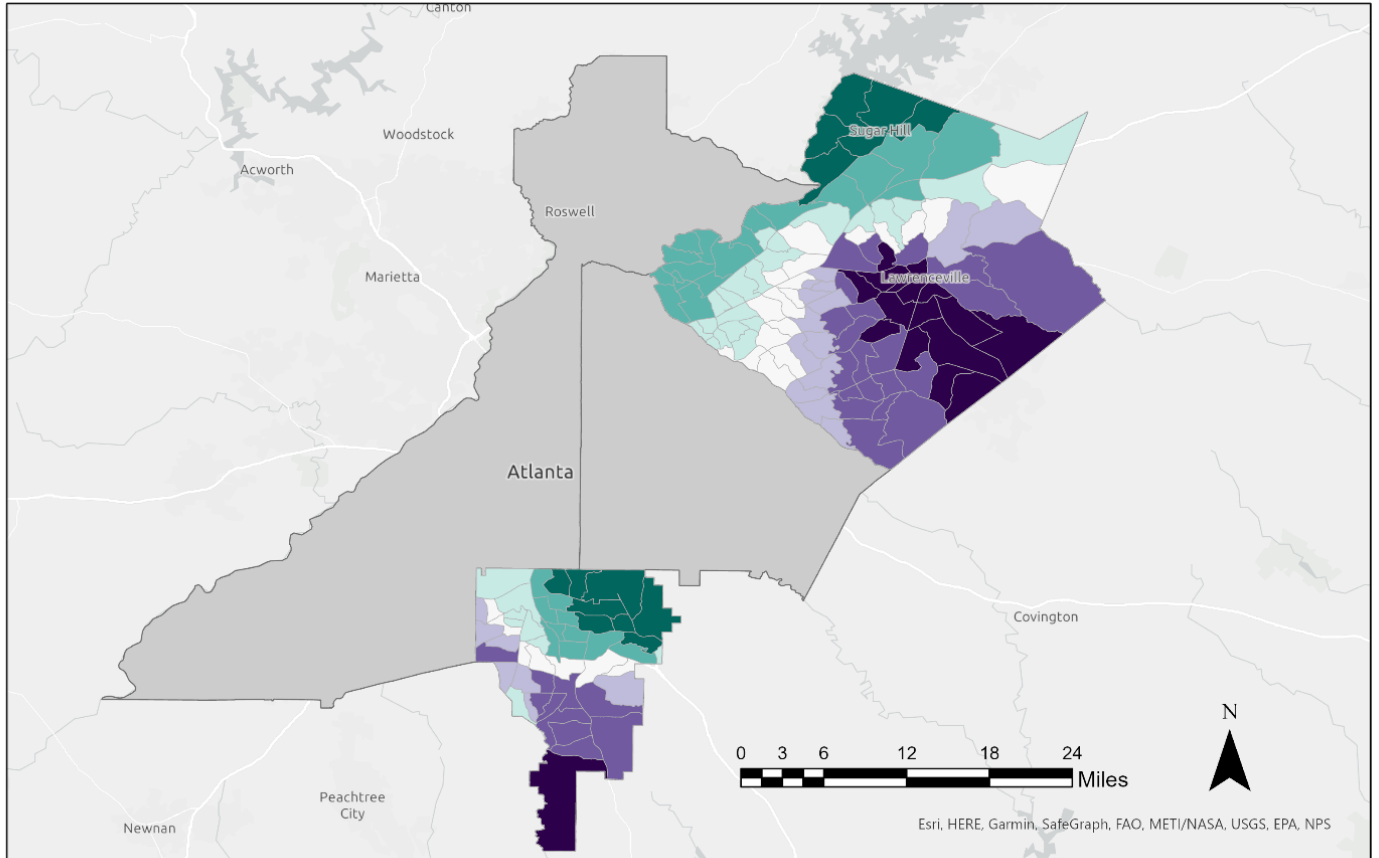 Canton
Woodstock
Sugar Hill
Acworth
Roswell
Marietta
Lawrenceville
Atlanta
Covington
N
0 3 6 12 18 24
Miles
Peachtree
City
Newnan
Esri, HERE, Garmin, SafeGraph, FAO, METI/NASA, USGS, EPA, NPS